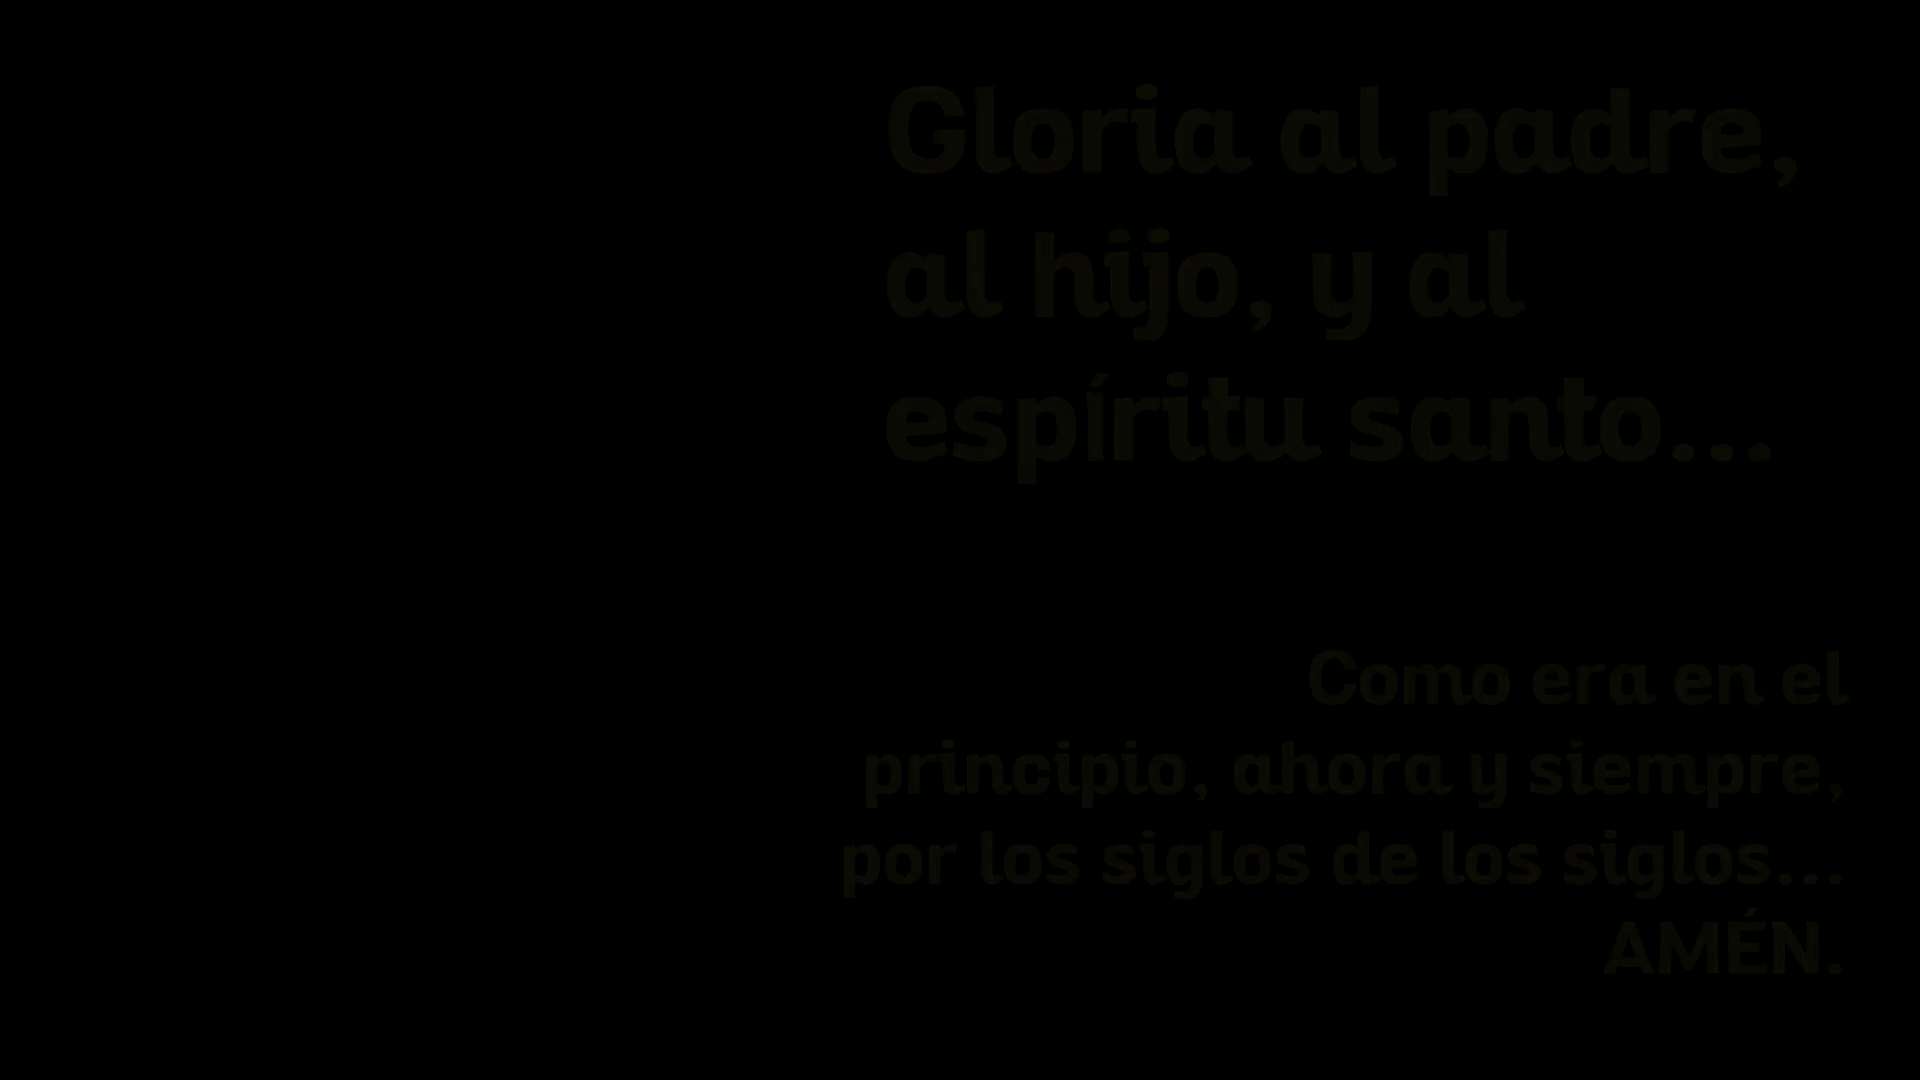 Gloria al padre,
al hijo, y al
espíritu santo...
Como era en el
principio, ahora y siempre,
por los siglos de los siglos...
AMÉN.